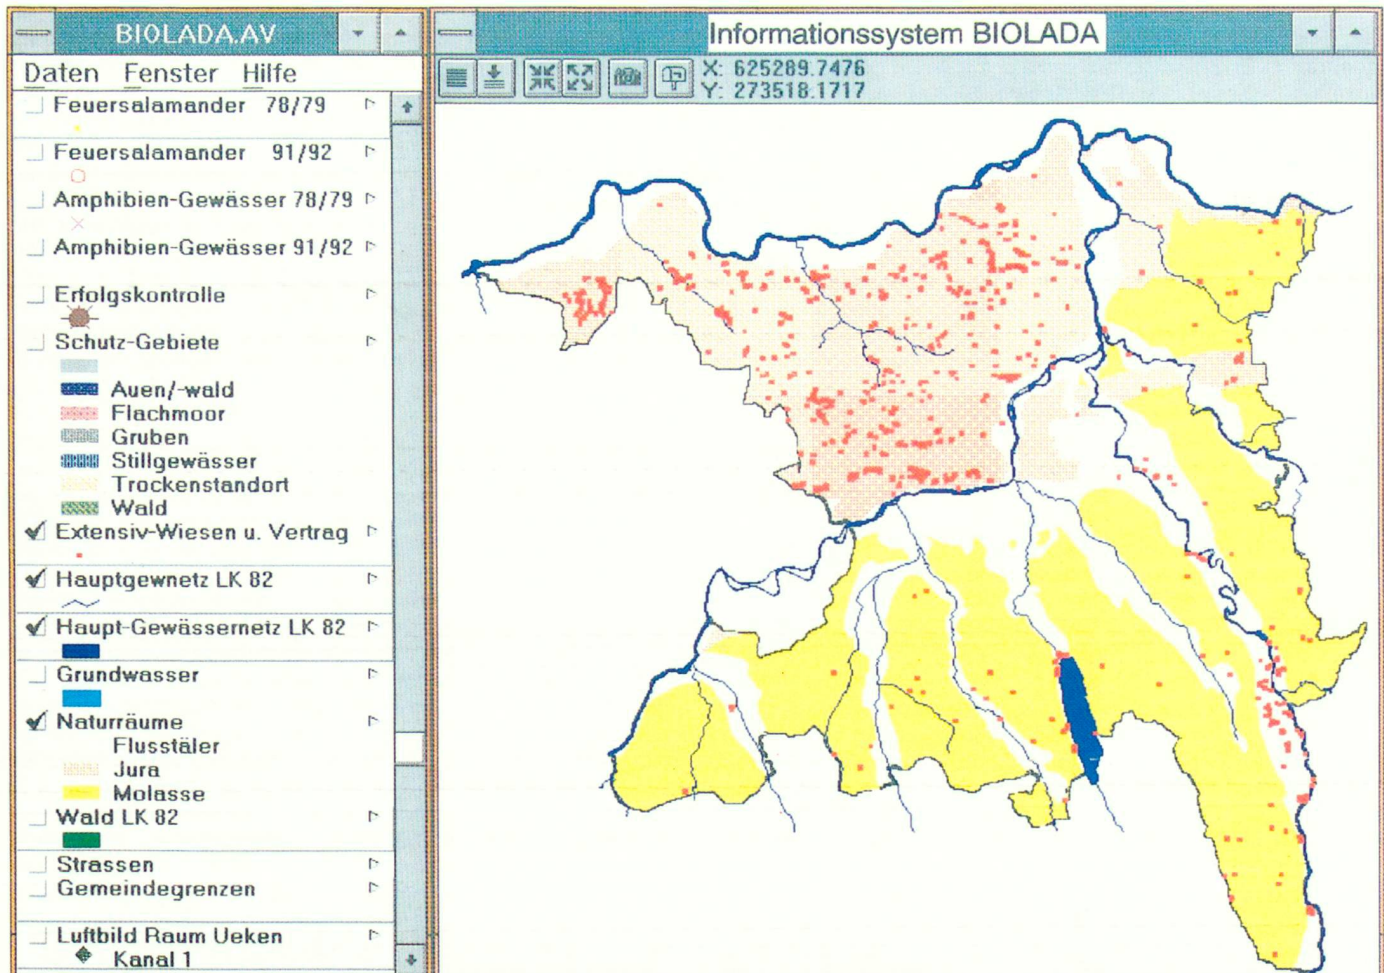 BIOLADA.AV
Daten Fenster Hilfe
Feuersalamander 78/79
Feuersalamander 91/92
Amphibien-Gewässer 78/79
Amphibien-Gewässer 91/92
Erfolgskontrolle
Schutz-Gebiete
Auen/-wald
Flachmoor
Gruben
Stillgewässer
Trockenstandort
Wald
Extensiv-Wiesen u. Vertrag
Hauptgewnetz LK 82
Haupt-Gewässernetz LK 82
Grundwasser
Naturräume
Flusstäler
Jura
Molasse
Wald LK 82
Strassen
Gemeindegrenzen
Luftbild Raum Ueken
Kanal 1
Informationssystem BIOLADA
X: 625289.7476
Y: 273518.1717